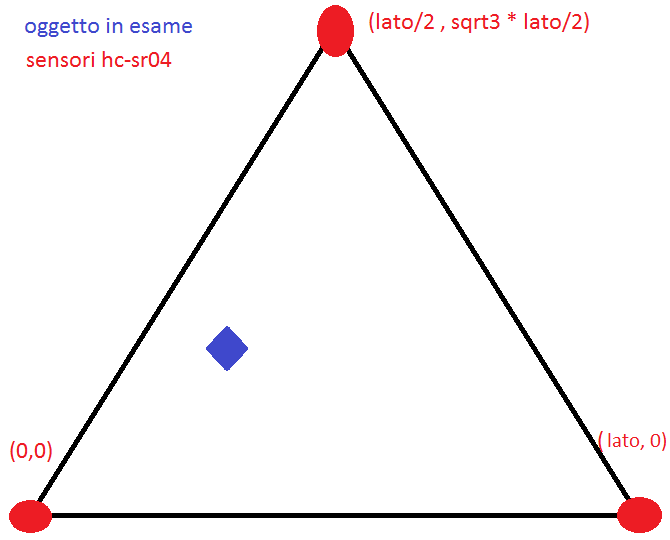 oggetto in esame
(lato/2 , sqrt3 * lato/2)
sensori hc-sr04
(0,0)
( lato, 0)